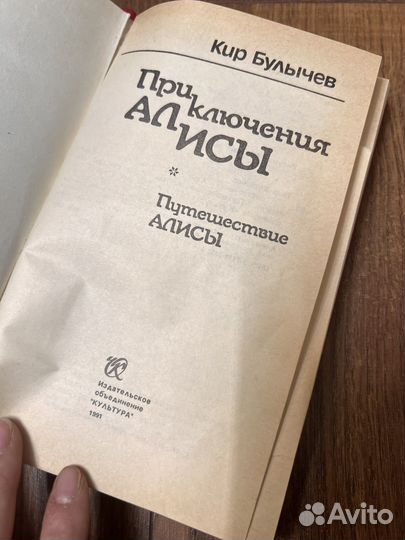 Кир Булычев
Приключения
АЛИСЫ
*
Путешествие
АЛИСЫ
Издательское
объединение
"КУЛЬТУРА"
1991
Avito